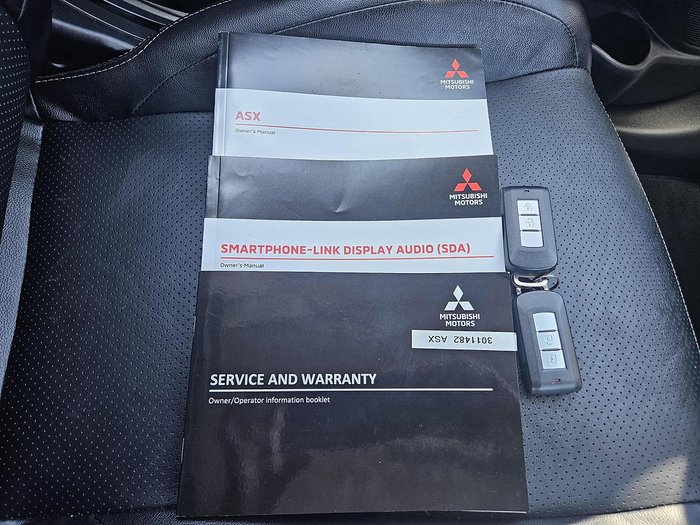 MITSUBISHI
MOTORS
ASX
Owner's Manual
MITSUBISHI
MOTORS
SMARTPHONE-LINK DISPLAY AUDIO (SDA)
Owner's Manual
MITSUBISHI
MOTORS
3011482 ASX
SERVICE AND WARRANTY
Owner/Operator information booklet